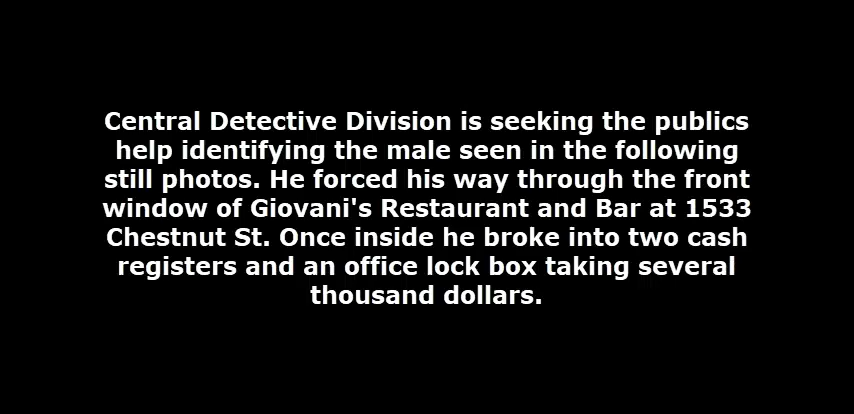 Central Detective Division is seeking the publics
help identifying the male seen in the following
still photos. He forced his way through the front
window of Giovani's Restaurant and Bar at 1533
Chestnut St. Once inside he broke into two cash
registers and an office lock box taking several
thousand dollars.